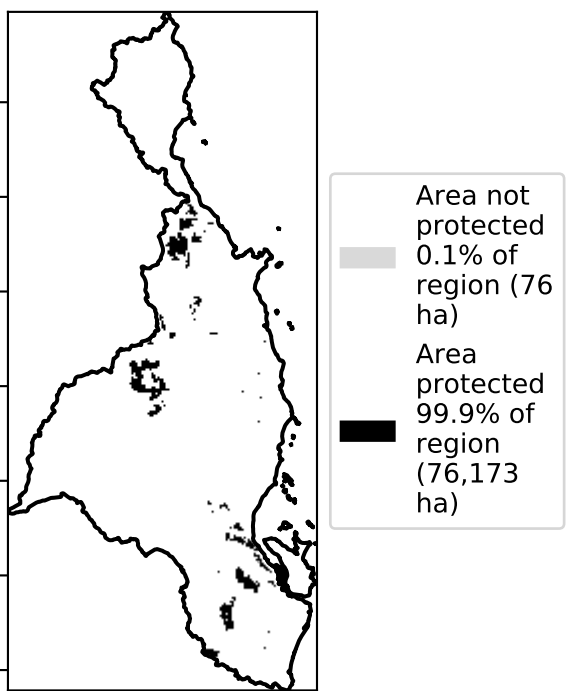 Area not
protected
0.1% of
region (76
ha)
Area
protected
99.9% of
region
(76,173
ha)